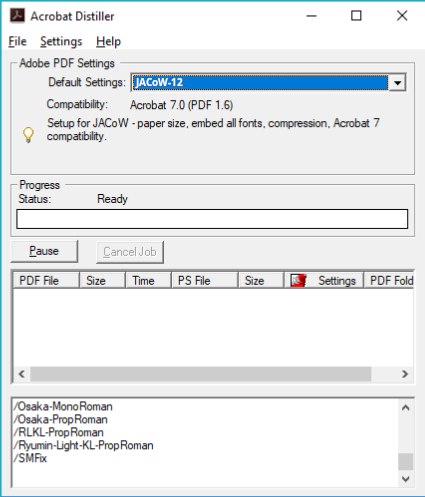 Acrobat Distiller
File Settings Help
Adobe PDF Settings
Default Settings: JACoW-12
Compatibility: Acrobat 7.0 (PDF 1.6)
Setup for JACoW - paper size, embed all fonts, compression, Acrobat 7
compatibility.
Progress
Status: Ready
Pause Cancel Job
PDF File Size Time PS File Size Settings PDF Fold
/Osaka-MonoRoman
/Osaka-PropRoman
/RLKL-PropRoman
/Ryumin-Light-KL-PropRoman
/SMFix